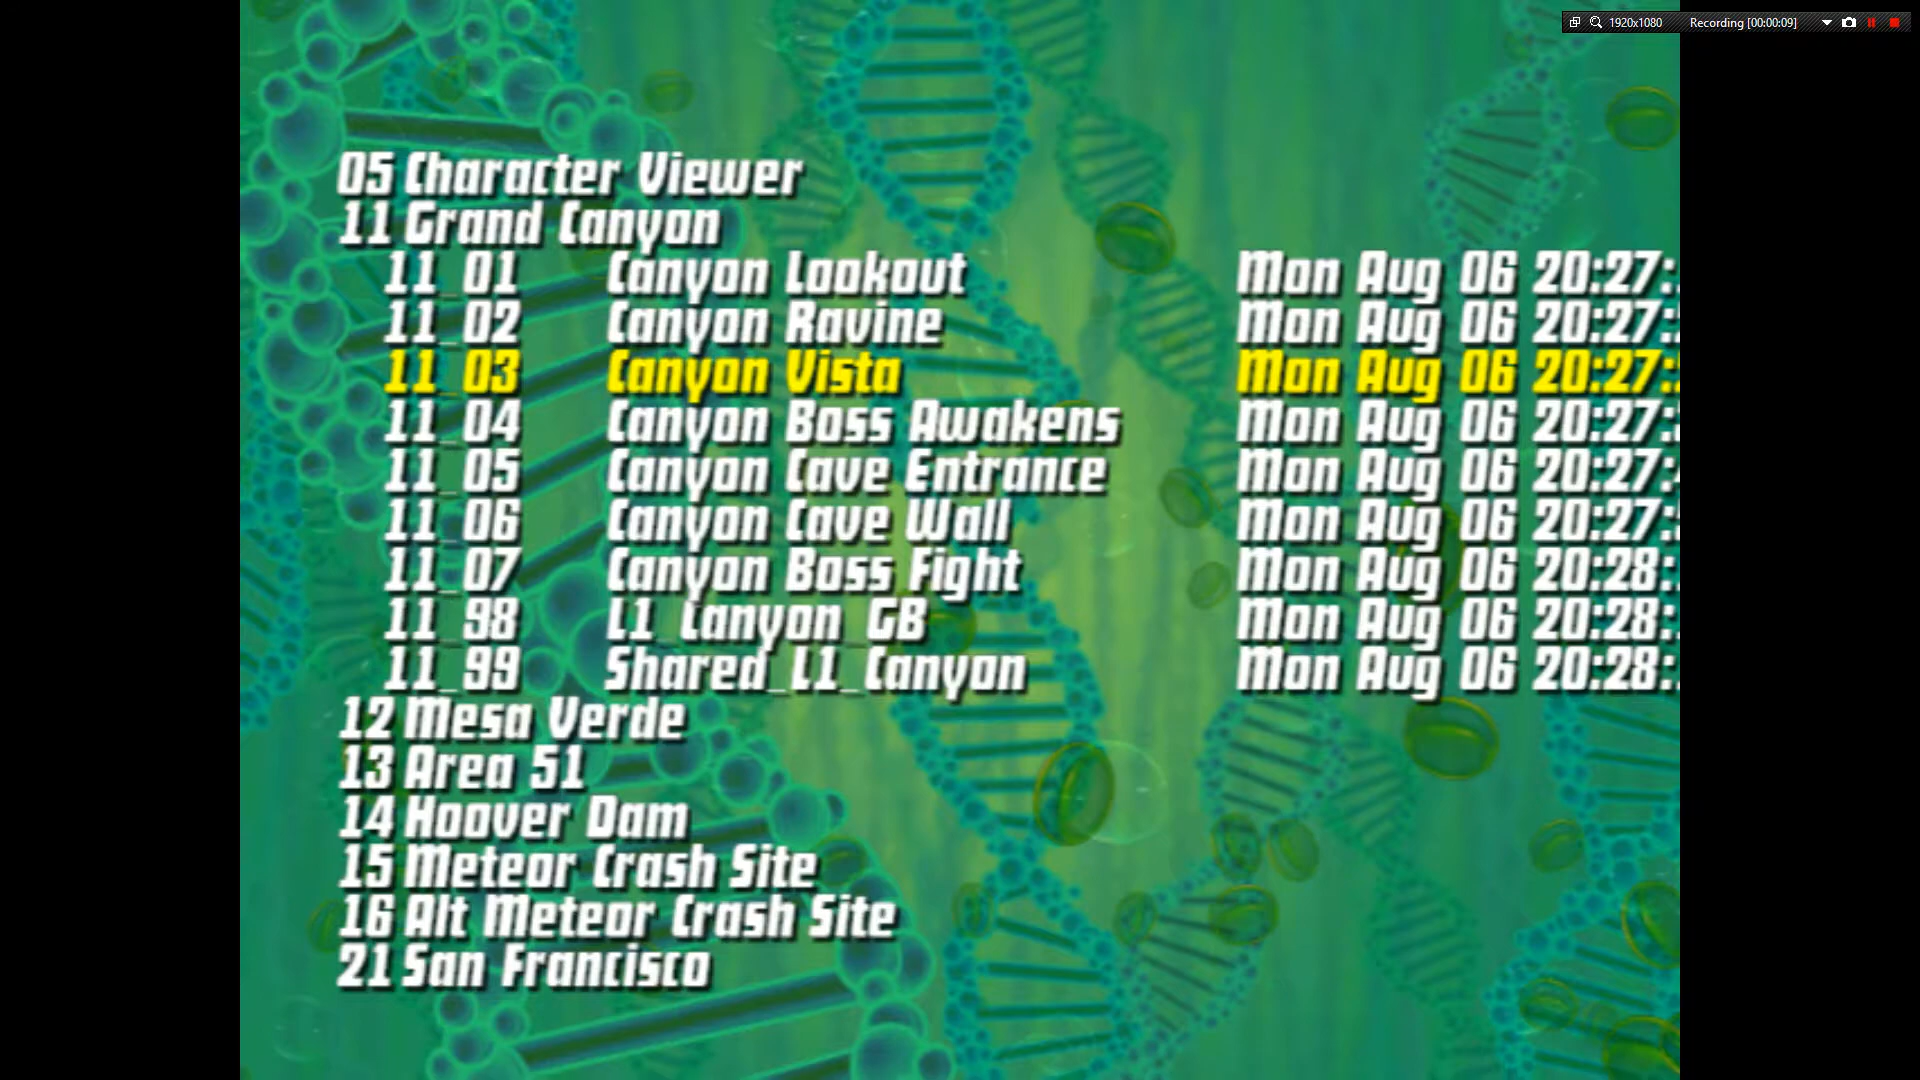 1920x1080 Recording [00:00:09]
05 Character Viewer
11 Grand Canyon
11_01 Canyon Lookout Mon Aug 06 20:27:
11_02 Canyon Ravine Mon Aug 06 20:27:
11_03 Canyon Vista Mon Aug 06 20:27:
11_04 Canyon Boss Awakens Mon Aug 06 20:27:
11_05 Canyon Cave Entrance Mon Aug 06 20:27:
11_06 Canyon Cave Wall Mon Aug 06 20:27:
11_07 Canyon Boss Fight Mon Aug 06 20:28:
11_98 L1_Canyon_GB Mon Aug 06 20:28:
11_99 Shared_L1_Canyon Mon Aug 06 20:28:
12 Mesa Verde
13 Area 51
14 Hoover Dam
15 Meteor Crash Site
16 Alt Meteor Crash Site
21 San Francisco